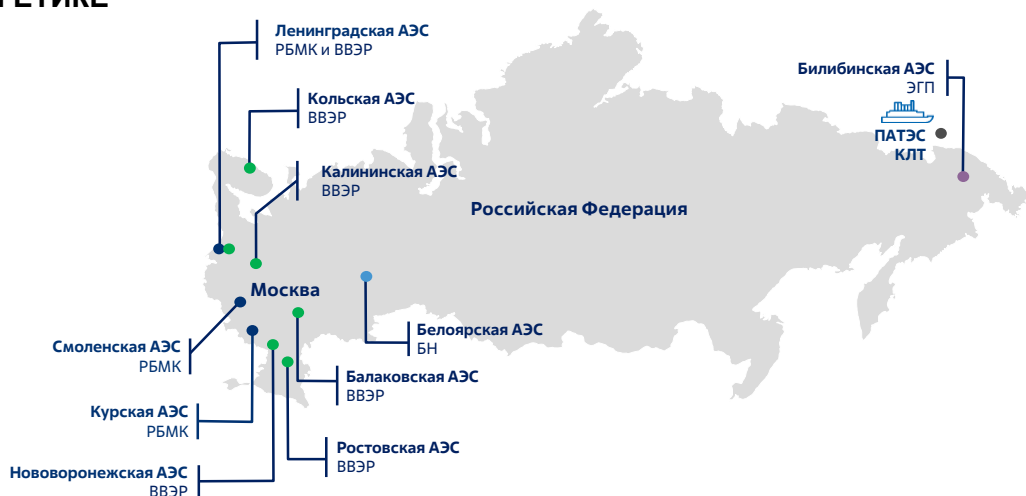 Ленинградская АЭС
РБМК и ВВЭР
Кольская АЭС
ВВЭР
Калининская АЭС
ВВЭР
Билибинская АЭС
ЭГП
ПАТЭС
КЛТ
Российская Федерация
Москва
Смоленская АЭС
РБМК
Курская АЭС
РБМК
Нововоронежская АЭС
ВВЭР
Белоярская АЭС
БН
Балаковская АЭС
ВВЭР
Ростовская АЭС
ВВЭР